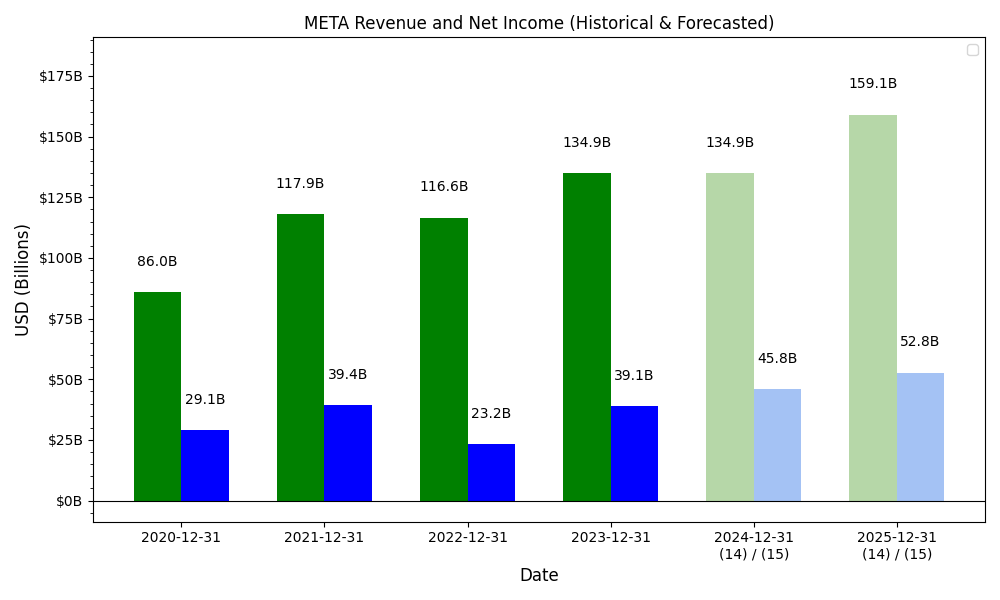 META Revenue and Net Income (Historical & Forecasted)
USD (Billions)
$175B
$150B
$125B
$100B
$75B
$50B
$25B
$0B
86.0B
29.1B
117.9B
39.4B
116.6B
23.2B
134.9B
39.1B
134.9B
45.8B
159.1B
52.8B
2020-12-31
2021-12-31
2022-12-31
2023-12-31
2024-12-31
(14) / (15)
2025-12-31
(14) / (15)
Date